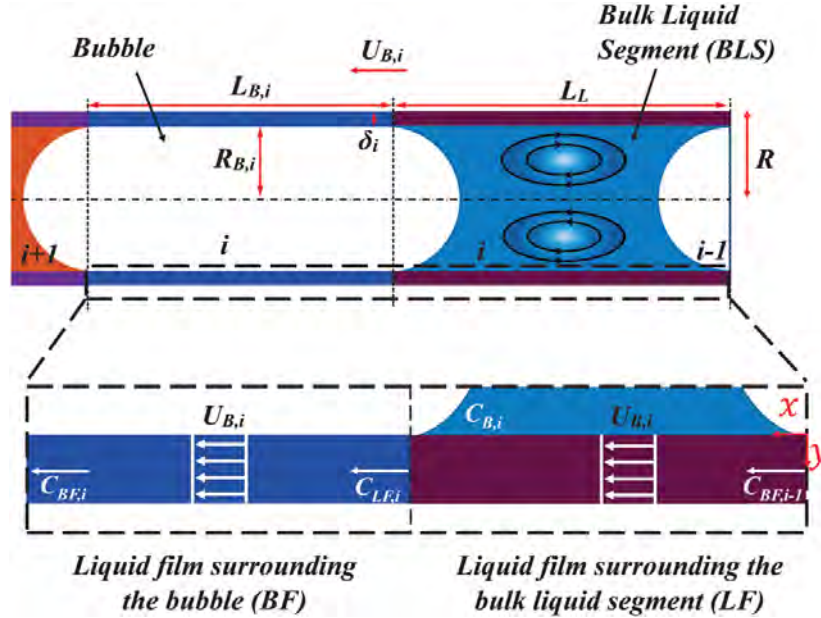 Bubble
U_{B,i}
Bulk Liquid
Segment (BLS)
L_{B,i}
L_L
δ_i
R_{B,i}
R
i+1
i
i
i-1
U_{B,i}
C_{B,i}
U_{B,i}
x
y
C_{BF,i}
C_{LF,i}
C_{BF,i-1}
Liquid film surrounding
the bubble (BF)
Liquid film surrounding the
bulk liquid segment (LF)